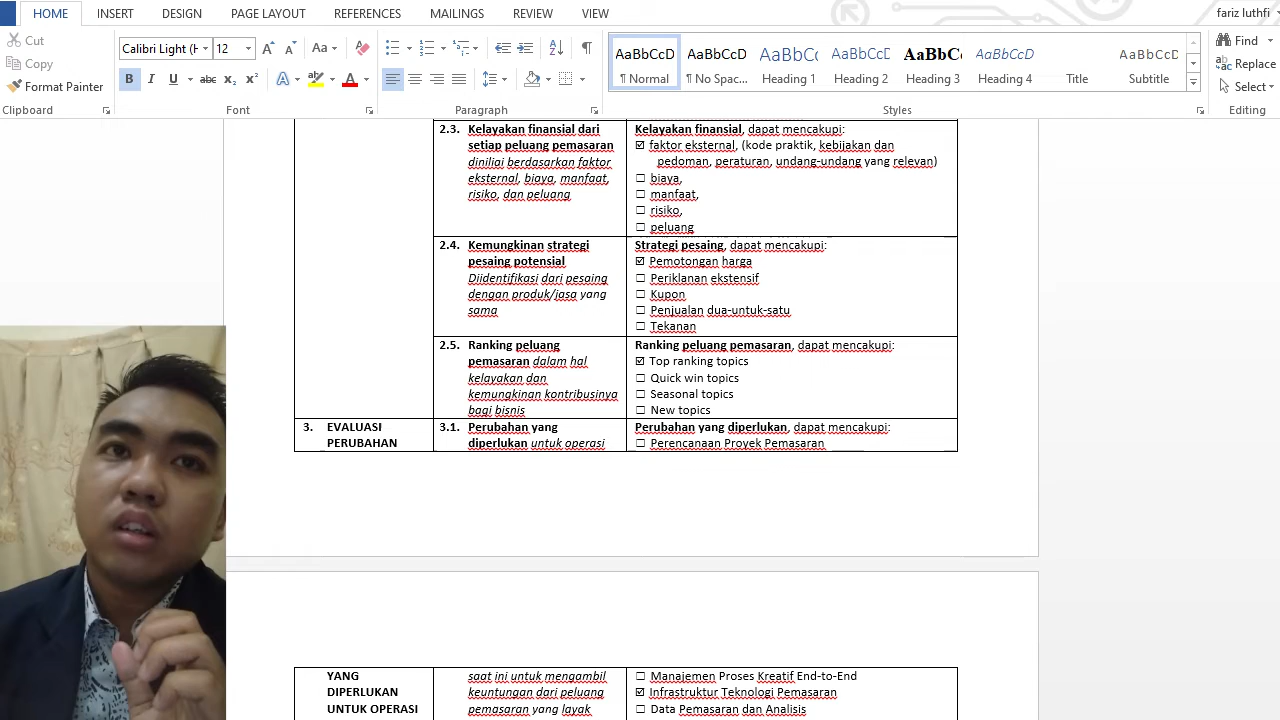 HOME INSERT DESIGN PAGE LAYOUT REFERENCES MAILINGS REVIEW VIEW fariz luthfi
Cut
Copy
Format Painter
Clipboard
Calibri Light (H 12
Aa
B I U abc x₂ x² A A
Font
Paragraph
AaBbCcD AaBbCcD AaBbCc AaBbCcD AaBbC AaBbCcD AaBbCcD
¶ Normal ¶ No Spac... Heading 1 Heading 2 Heading 3 Heading 4 Title Subtitle
Styles
Find
Replace
Select
Editing
2.3. Kelayakan finansial dari
setiap peluang pemasaran
diniliai berdasarkan faktor
eksternal, biaya, manfaat,
risiko, dan peluang
Kelayakan finansial, dapat mencakupi:
☑ faktor eksternal, (kode praktik, kebijakan dan
pedoman, peraturan, undang-undang yang relevan)
☐ biaya,
☐ manfaat,
☐ risiko,
☐ peluang
2.4. Kemungkinan strategi
pesaing potensial
Diidentifikasi dari pesaing
dengan produk/jasa yang
sama
Strategi pesaing, dapat mencakupi:
☑ Pemotongan harga
☐ Periklanan ekstensif
☐ Kupon
☐ Penjualan dua-untuk-satu
☐ Tekanan
2.5. Ranking peluang
pemasaran dalam hal
kelayakan dan
kemungkinan kontribusinya
bagi bisnis
Ranking peluang pemasaran, dapat mencakupi:
☑ Top ranking topics
☐ Quick win topics
☐ Seasonal topics
☐ New topics
3. EVALUASI
PERUBAHAN
3.1. Perubahan yang
diperlukan untuk operasi
Perubahan yang diperlukan, dapat mencakupi:
☐ Perencanaan Proyek Pemasaran
YANG
DIPERLUKAN
UNTUK OPERASI
saat ini untuk mengambil
keuntungan dari peluang
pemasaran yang layak
☐ Manajemen Proses Kreatif End-to-End
☑ Infrastruktur Teknologi Pemasaran
☐ Data Pemasaran dan Analisis